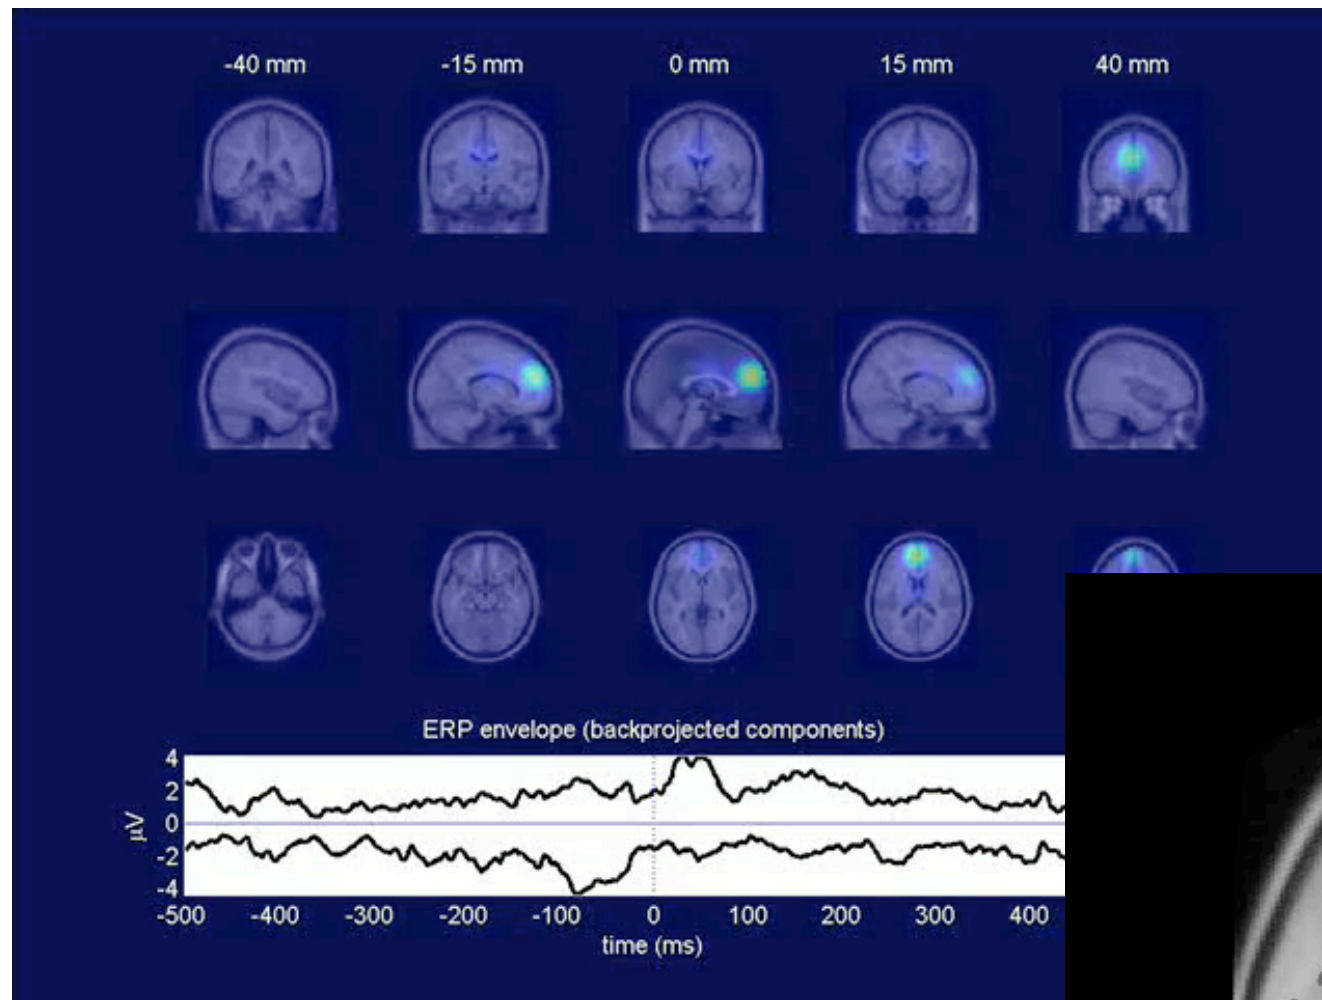 -40 mm -15 mm 0 mm 15 mm 40 mm
ERP envelope (backprojected components)
4
2
0
-2
-4
μV
-500 -400 -300 -200 -100 0 100 200 300 400
time (ms)